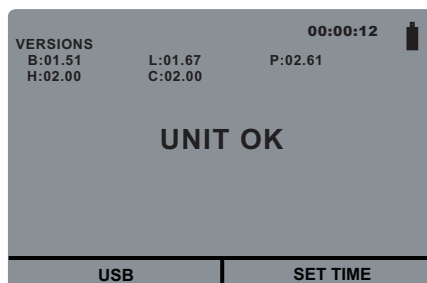 00:00:12
VERSIONS
B:01.51 L:01.67 P:02.61
H:02.00 C:02.00
UNIT OK
USB SET TIME